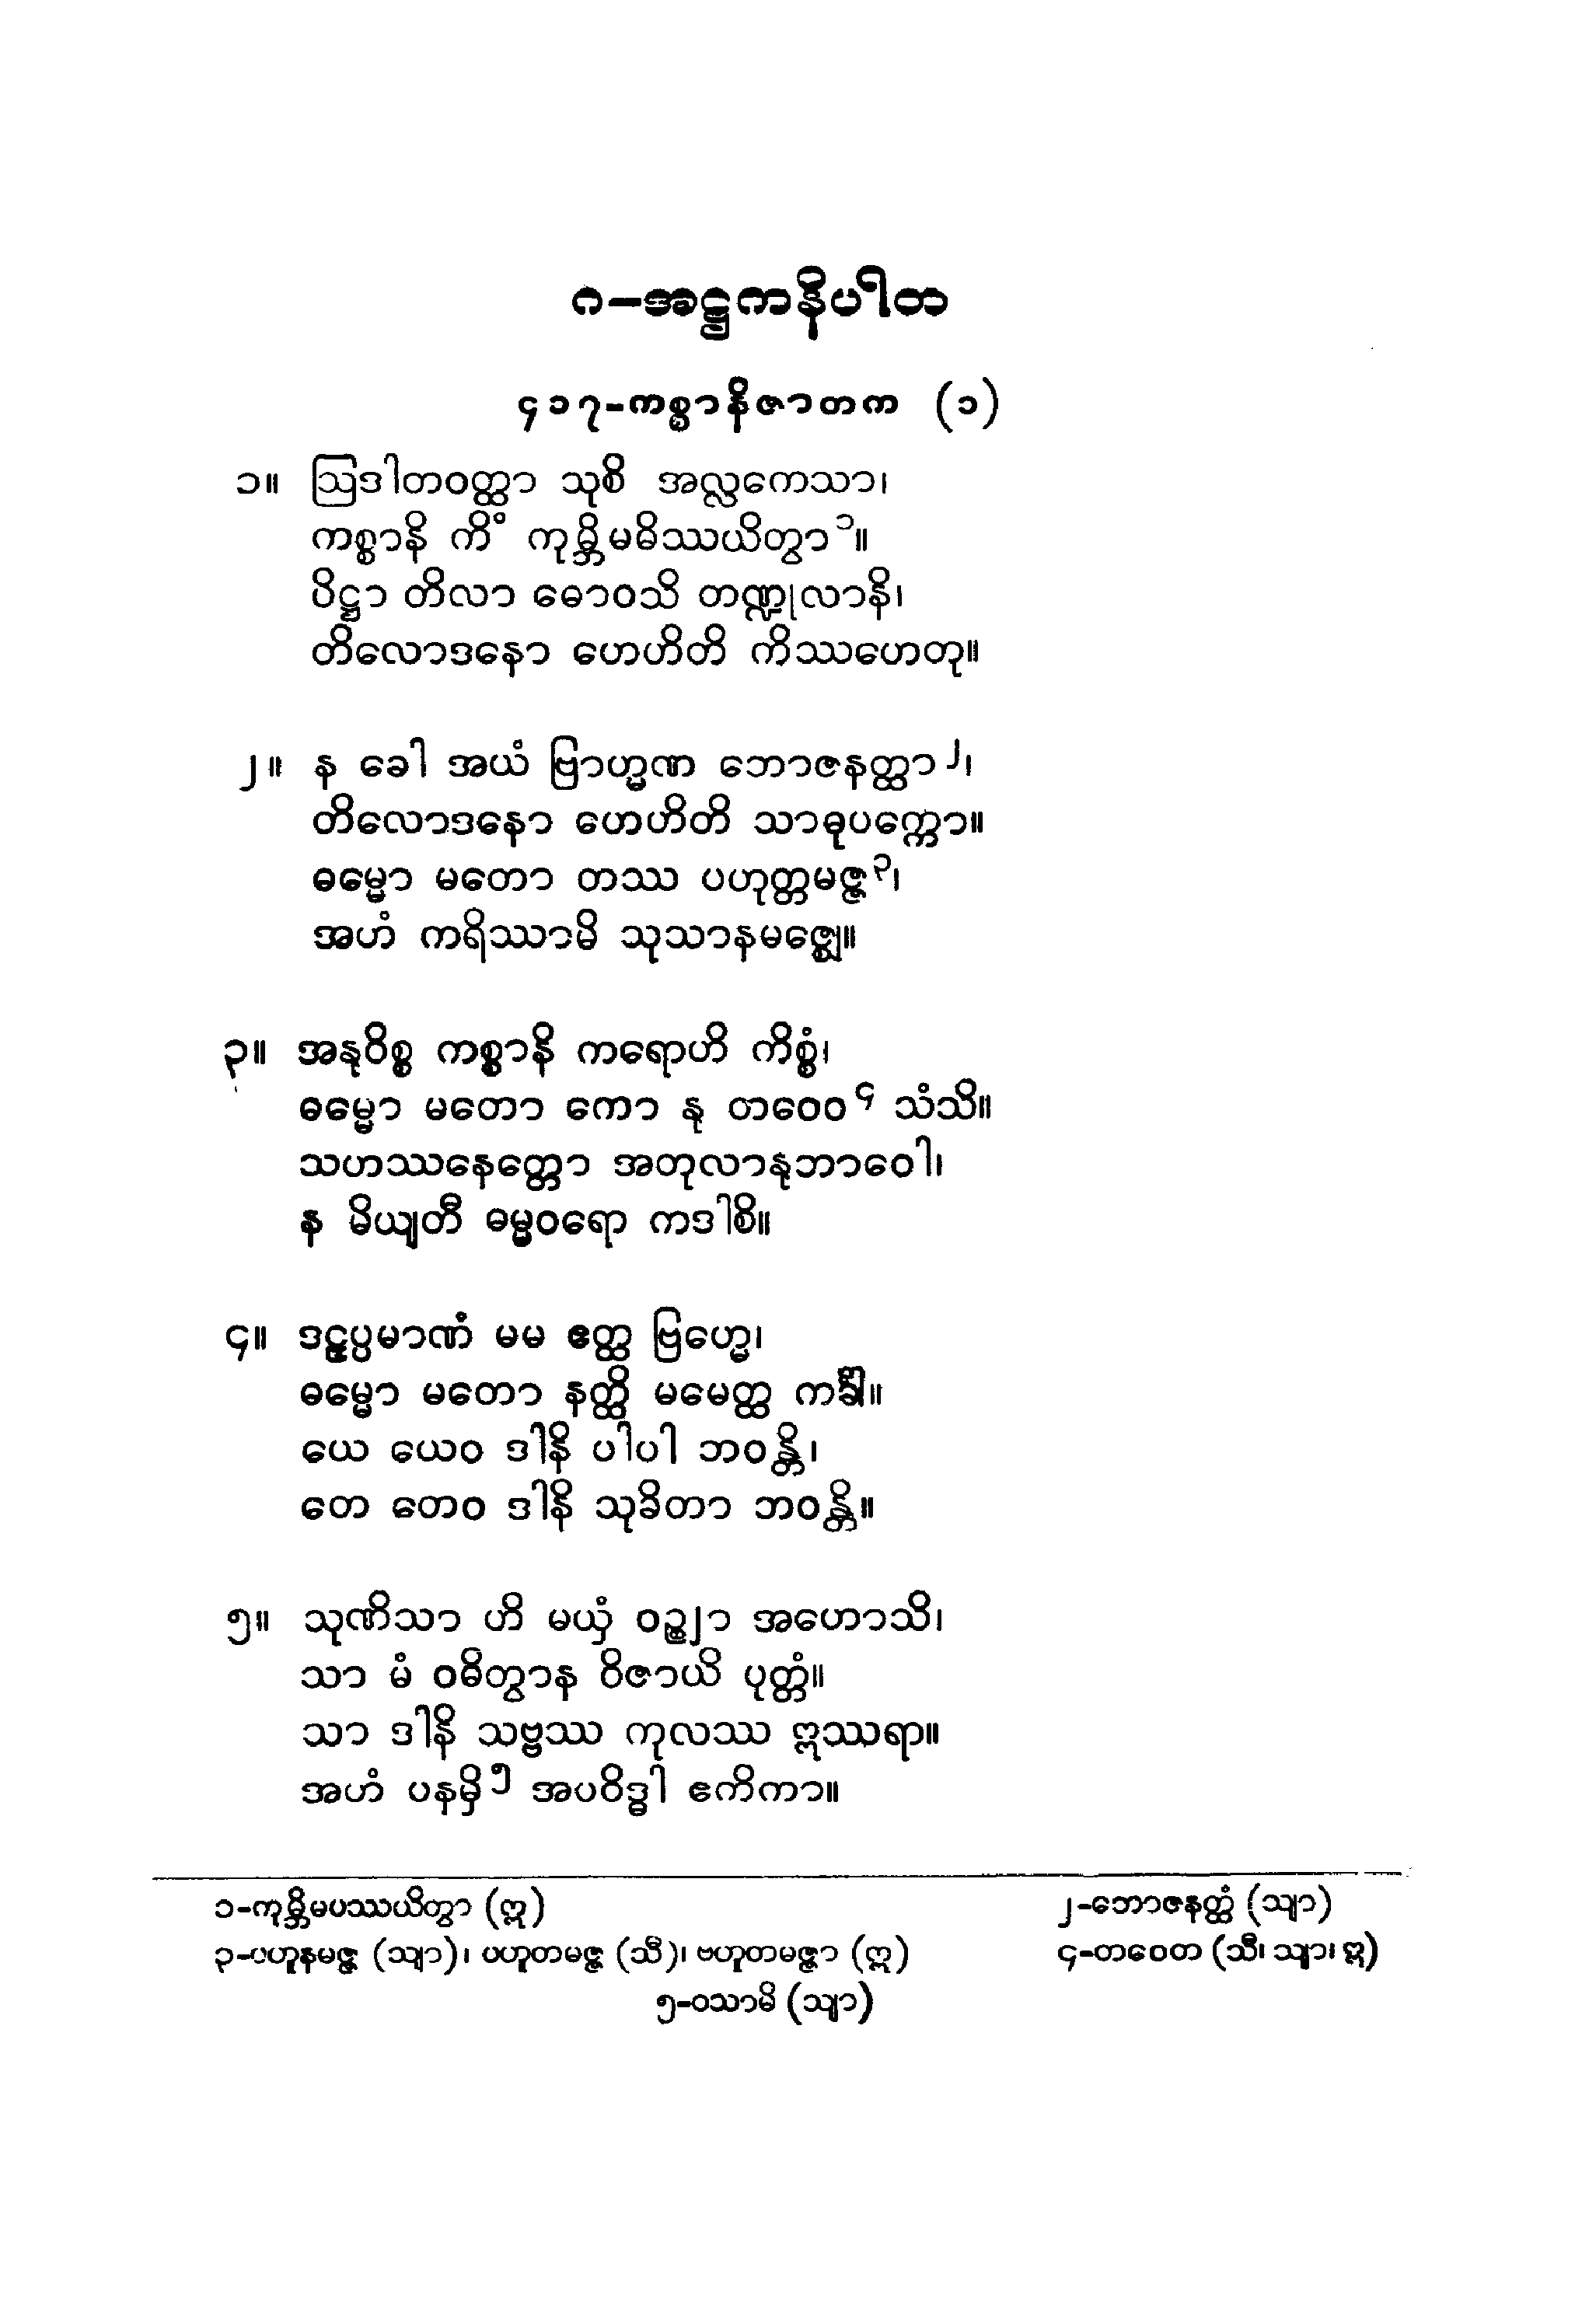 ၈-အဋ္ဌကနိပါတ
၄၁၇-ကစ္စာနိဇာတက (၁)
၁။ ဩဒါတဝတ္ထာ သုစိ အလ္လကေသာ၊
ကစ္စာနိ ကိံ ကုမ္ဘိမဓိဿယိတွာ၁။
ပိဋ္ဌာ တိလာ ဓောဝသိ တဏ္ဍုလာနိ၊
တိလောဒနော ဟေဟိတိ ကိဿဟေတု။
၂။ န ခေါ အယံ ဗြာဟ္မဏ ဘောဇနတ္ထာ၂၊
တိလောဒနော ဟေဟိတိ သာဓုပက္ကော။
ဓမ္မော မတော တဿ ပဟုတ္တမဇ္ဇ၃၊
အဟံ ကရိဿာမိ သုသာနမဇ္ဈေ။
၃။ အနုဝိစ္စ ကစ္စာနိ ကရောဟိ ကိစ္စံ၊
ဓမ္မော မတော ကော နု တဝေဝ၄ သံသိ။
သဟဿနေတ္တော အတုလာနုဘာဝေါ၊
န မိယျတီ ဓမ္မဝရော ကဒါစိ။
၄။ ဒဠှပ္ပမာဏံ မမ ဧတ္ထ ဗြဟ္မေ၊
ဓမ္မော မတော နတ္ထိ မမေတ္ထ ကင်္ခါ။
ယေ ယေဝ ဒါနိ ပါပါ ဘဝန္တိ၊
တေ တေဝ ဒါနိ သုခိတာ ဘဝန္တိ။
၅။ သုဏိသာ ဟိ မယှံ ဝဉ္ဈာ အဟောသိ၊
သာ မံ ဝဓိတွာန ဝိဇာယိ ပုတ္တံ။
သာ ဒါနိ သဗ္ဗဿ ကုလဿ ဣဿရာ။
အဟံ ပနမှိ၅ အပဝိဒ္ဓါ ဧကိကာ။
၁-ကုမ္ဘိမပဿယိတွာ (ဣ) ၂-ဘောဇနတ္ထံ (သျာ)
၃-ပဟူနမဇ္ဇ (သျာ)၊ ပဟူတမဇ္ဇ (သီ)၊ ဗဟူတမဇ္ဇာ (ဣ) ၄-တဝေတ (သီ၊ သျာ၊ ဣ)
၅-ဝသာမိ (သျာ)